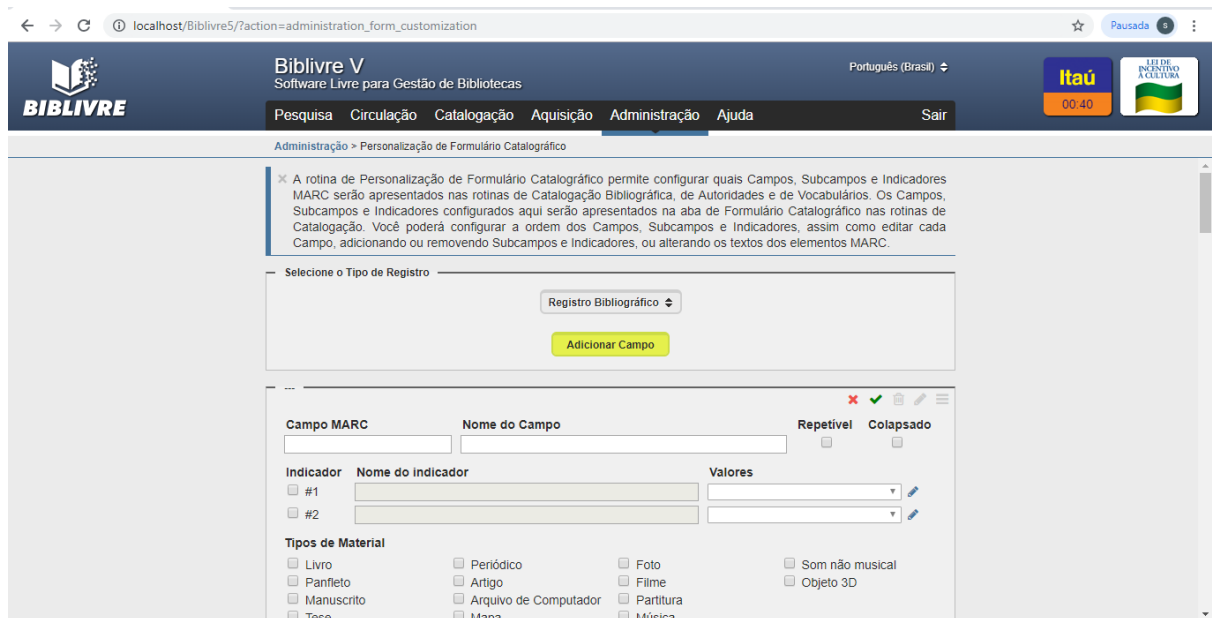 localhost/Biblivre5/?action=administration_form_customization
Pausada s
BIBLIVRE
Biblivre V
Software Livre para Gestão de Bibliotecas
Português (Brasil)
Itaú
00:40
LEI DE
INCENTIVO
À CULTURA
Pesquisa Circulação Catalogação Aquisição Administração Ajuda Sair
Administração > Personalização de Formulário Catalográfico
A rotina de Personalização de Formulário Catalográfico permite configurar quais Campos, Subcampos e Indicadores
MARC serão apresentados nas rotinas de Catalogação Bibliográfica, de Autoridades e de Vocabulários. Os Campos,
Subcampos e Indicadores configurados aqui serão apresentados na aba de Formulário Catalográfico nas rotinas de
Catalogação. Você poderá configurar a ordem dos Campos, Subcampos e Indicadores, assim como editar cada
Campo, adicionando ou removendo Subcampos e Indicadores, ou alterando os textos dos elementos MARC.
Selecione o Tipo de Registro
Registro Bibliográfico
Adicionar Campo
---
Campo MARC Nome do Campo Repetível Colapsado
Indicador Nome do indicador Valores
#1
#2
Tipos de Material
Livro Periódico Foto Som não musical
Panfleto Artigo Filme Objeto 3D
Manuscrito Arquivo de Computador Partitura
Tese Mapa Música